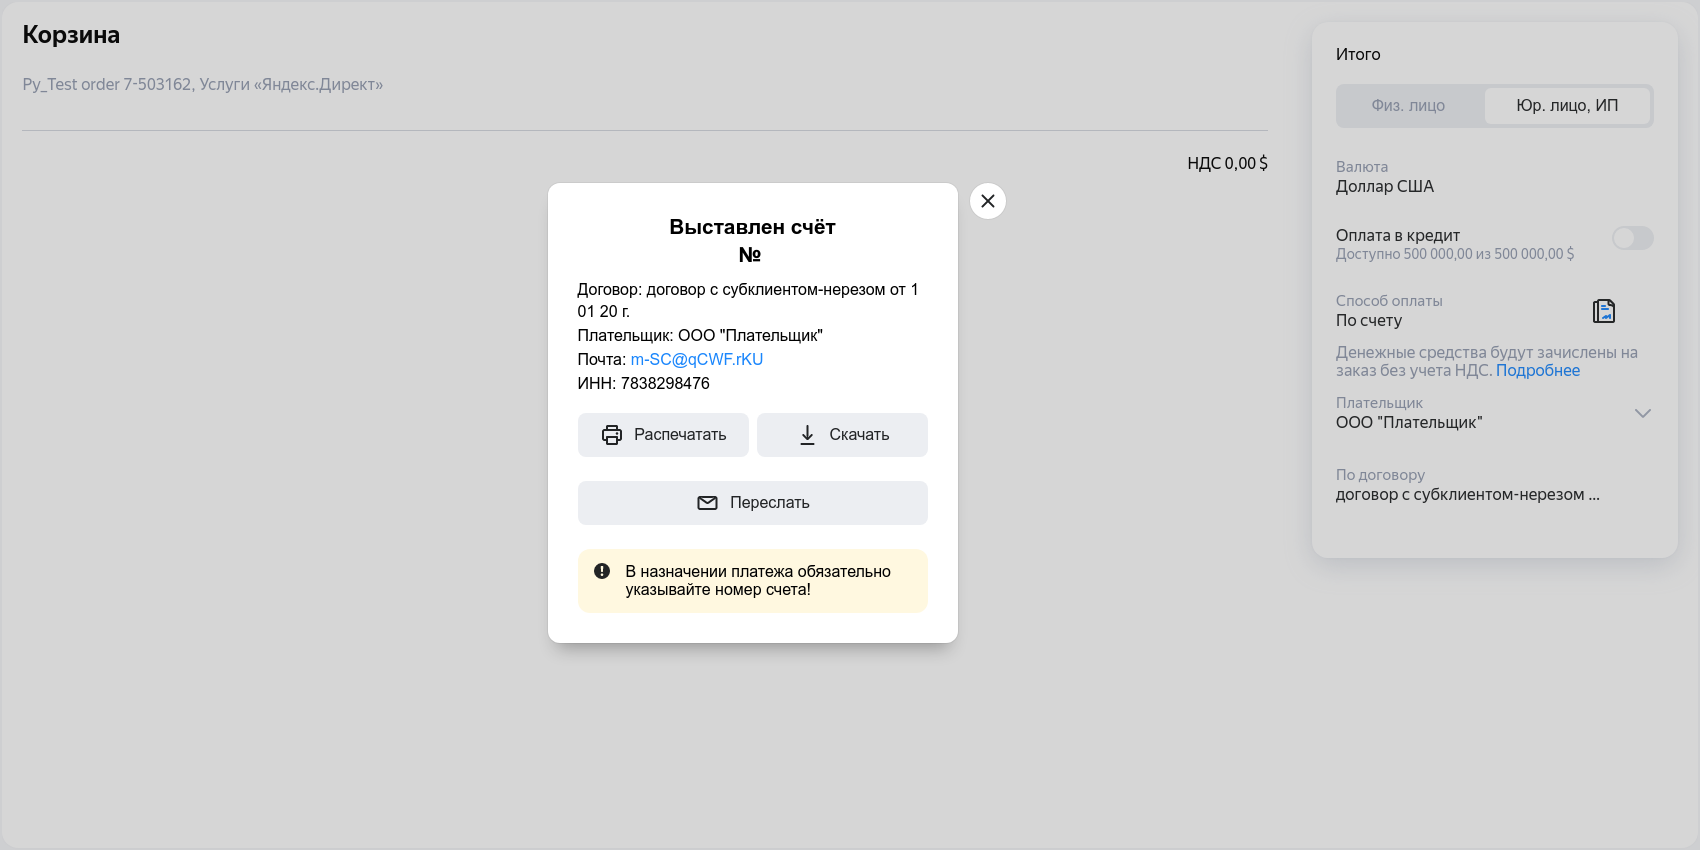 Корзина
Py_Test order 7-503162, Услуги «Яндекс.Директ»
НДС 0,00 $
Выставлен счёт
№
Договор: договор с субклиентом-нерезом от 1
01 20 г.
Плательщик: ООО "Плательщик"
Почта: m-SC@qCWF.rKU
ИНН: 7838298476
Распечатать
Скачать
Переслать
В назначении платежа обязательно
указывайте номер счета!
Итого
Физ. лицо
Юр. лицо, ИП
Валюта
Доллар США
Оплата в кредит
Доступно 500 000,00 из 500 000,00 $
Способ оплаты
По счету
Денежные средства будут зачислены на
заказ без учета НДС. Подробнее
Плательщик
ООО "Плательщик"
По договору
договор с субклиентом-нерезом ...